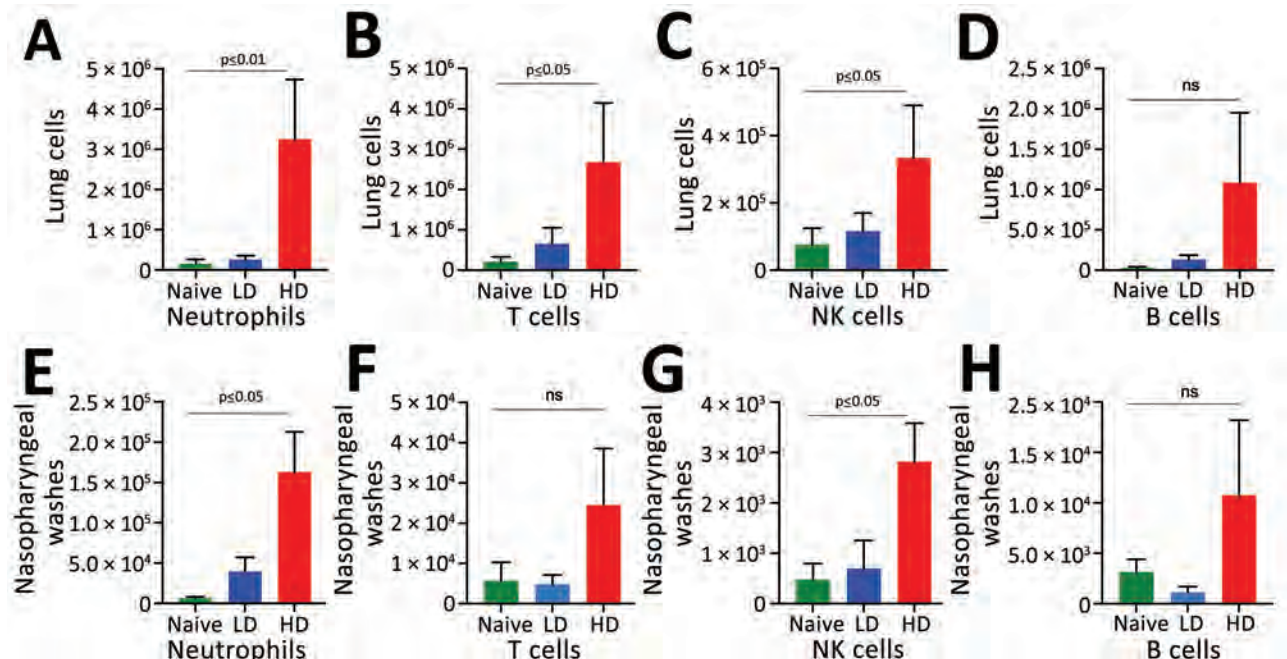 A
p≤0.01
Lung cells
5 × 10⁶
4 × 10⁶
3 × 10⁶
2 × 10⁶
1 × 10⁶
0
Naive LD HD
Neutrophils
B
p≤0.05
Lung cells
5 × 10⁶
4 × 10⁶
3 × 10⁶
2 × 10⁶
1 × 10⁶
0
Naive LD HD
T cells
C
p≤0.05
Lung cells
6 × 10⁵
4 × 10⁵
2 × 10⁵
0
Naive LD HD
NK cells
D
ns
Lung cells
2.5 × 10⁶
2.0 × 10⁶
1.5 × 10⁶
1.0 × 10⁶
5.0 × 10⁵
0
Naive LD HD
B cells
E
p≤0.05
Nasopharyngeal
washes
2.5 × 10⁵
2.0 × 10⁵
1.5 × 10⁵
1.0 × 10⁵
5.0 × 10⁴
0
Naive LD HD
Neutrophils
F
ns
Nasopharyngeal
washes
5 × 10⁴
4 × 10⁴
3 × 10⁴
2 × 10⁴
1 × 10⁴
0
Naive LD HD
T cells
G
p≤0.05
Nasopharyngeal
washes
4 × 10³
3 × 10³
2 × 10³
1 × 10³
0
Naive LD HD
NK cells
H
ns
Nasopharyngeal
washes
2.5 × 10⁴
1.5 × 10⁴
1.0 × 10⁴
5.0 × 10³
0
Naive LD HD
B cells